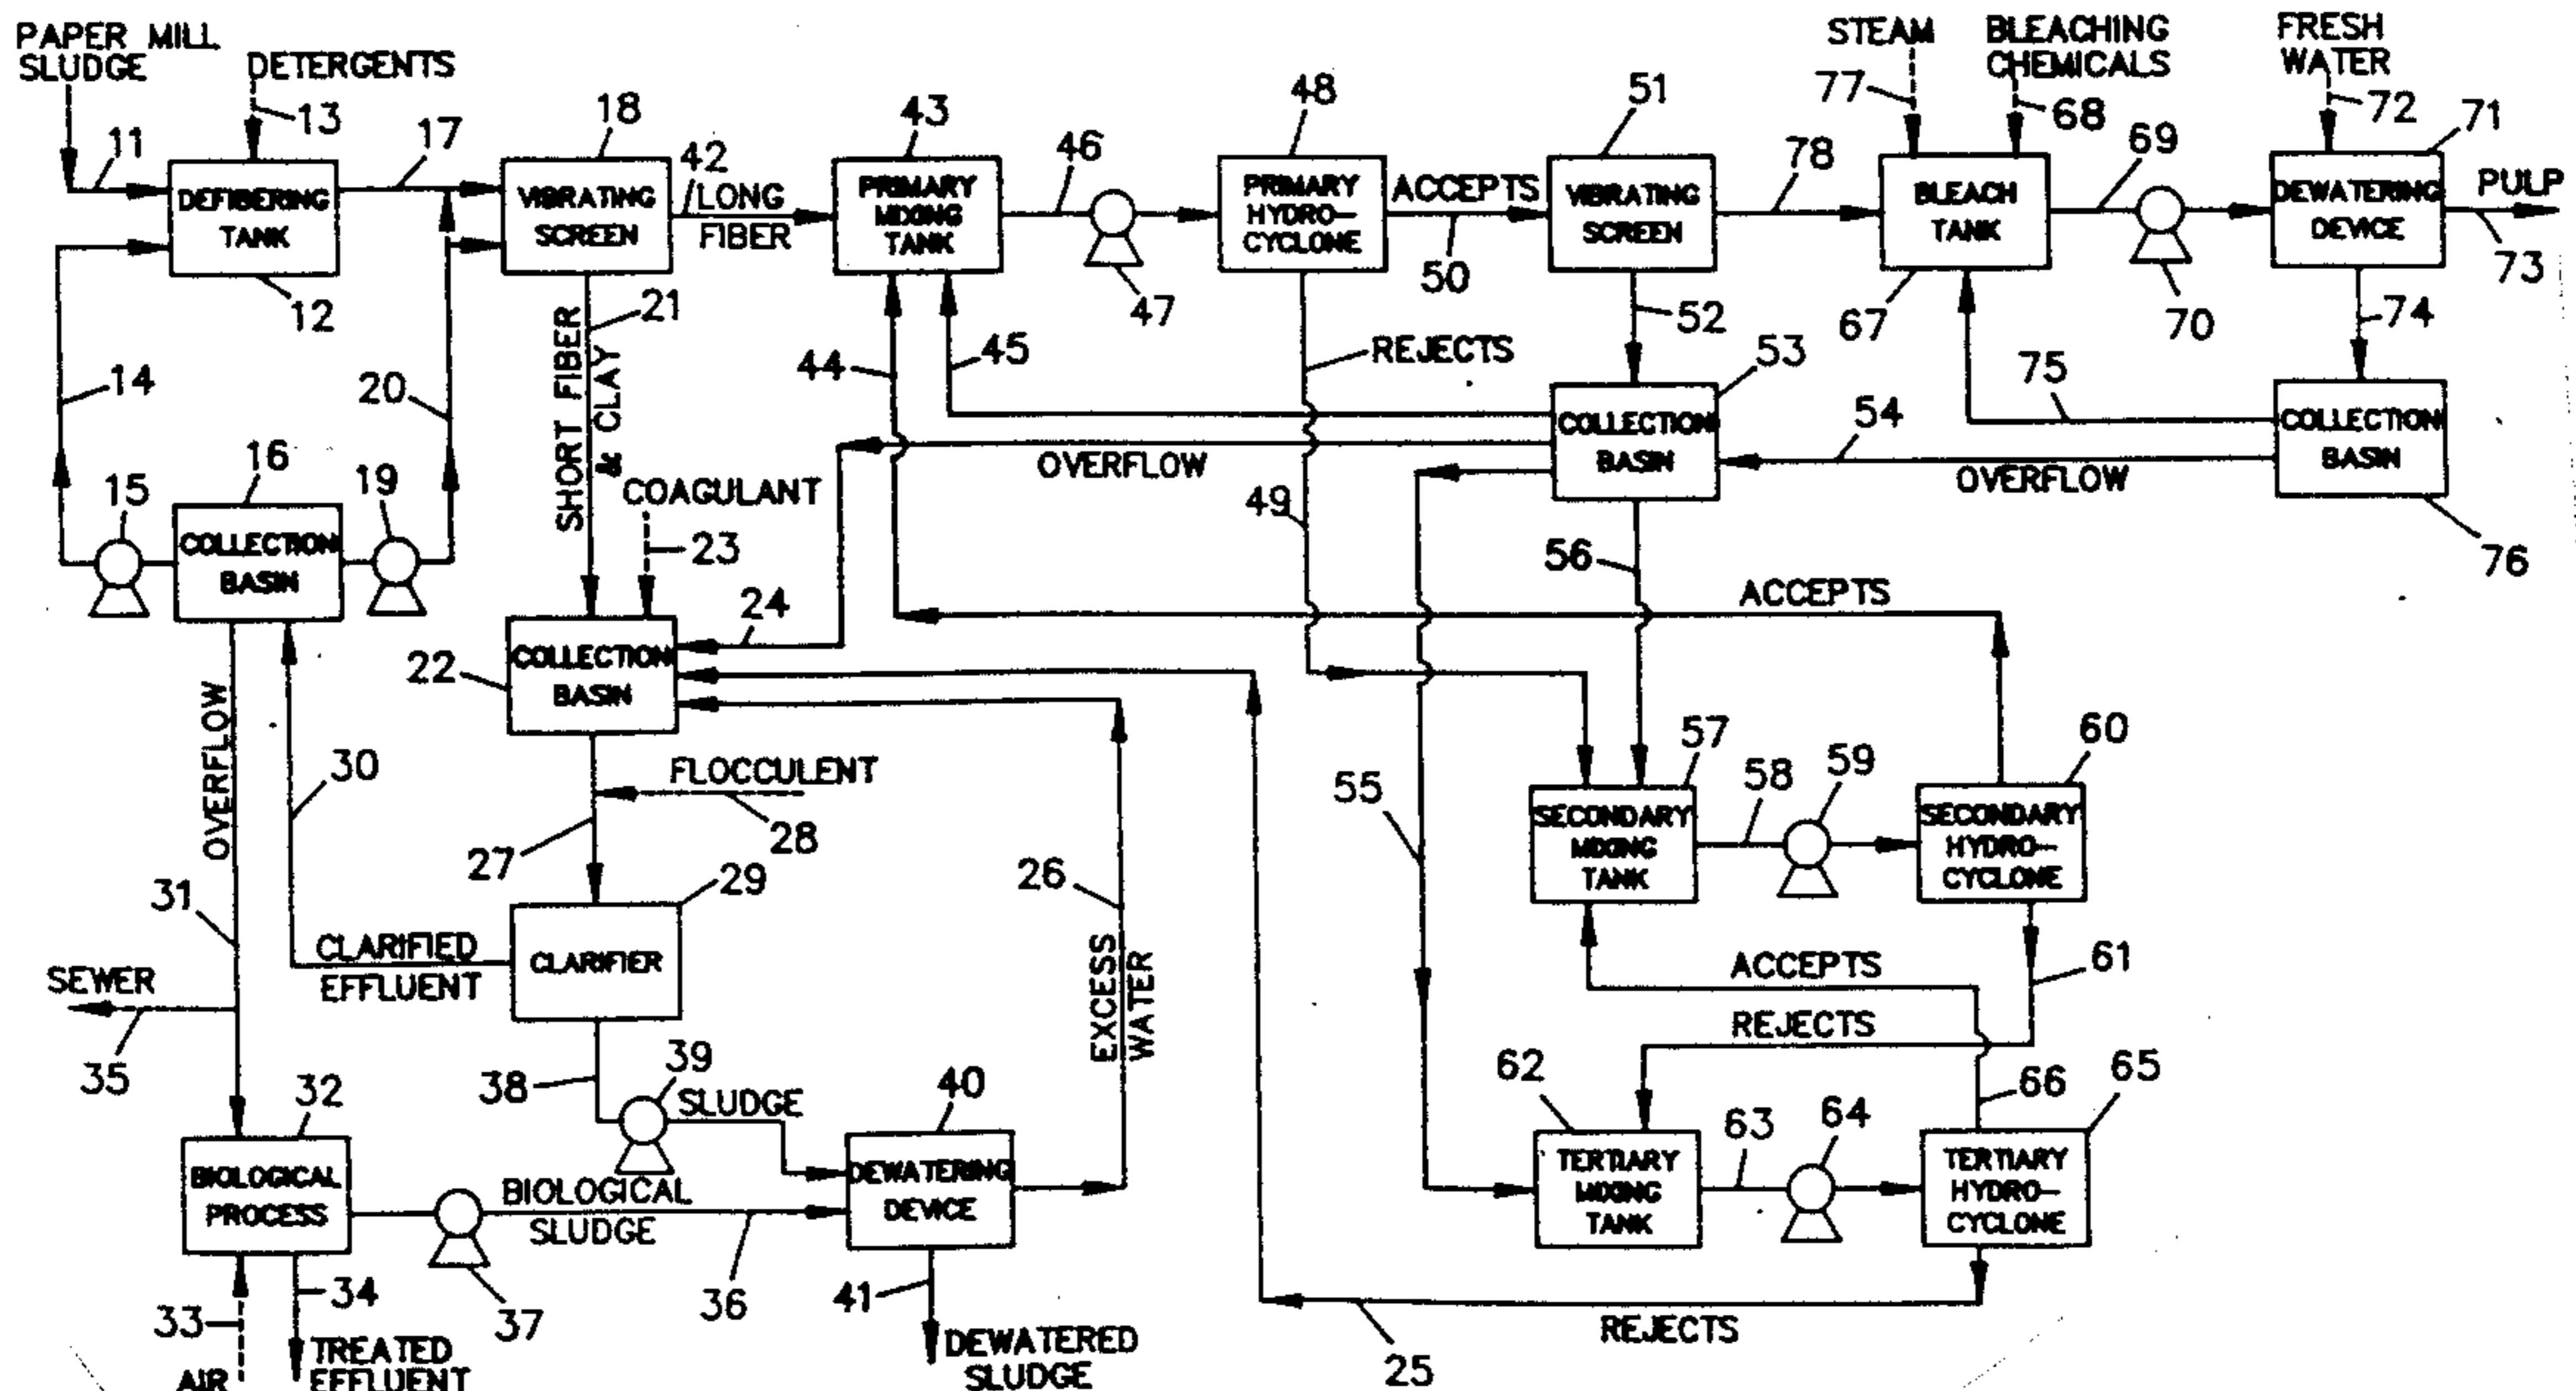 PAPER MILL
SLUDGE
DETERGENTS
STEAM
BLEACHING
CHEMICALS
FRESH
WATER
11
13
17
18
42
43
46
48
51
78
77
68
69
72
71
DEFIBERING
TANK
12
VIBRATING
SCREEN
LONG
FIBER
PRIMARY
MIXING
TANK
47
PRIMARY
HYDRO-
CYCLONE
ACCEPTS
50
VIBRATING
SCREEN
BLEACH
TANK
67
70
DEWATERING
DEVICE
PULP
73
14
20
21
SHORT FIBER
& CLAY
44
45
REJECTS
52
53
74
75
54
16
15
19
COLLECTION
BASIN
COAGULANT
23
OVERFLOW
49
COLLECTION
BASIN
OVERFLOW
COLLECTION
BASIN
76
56
24
ACCEPTS
22
COLLECTION
BASIN
OVERFLOW
30
FLOCCULENT
27
28
55
57
58
59
60
SECONDARY
MIXING
TANK
SECONDARY
HYDRO-
CYCLONE
31
29
26
CLARIFIED
EFFLUENT
CLARIFIER
EXCESS
WATER
ACCEPTS
61
SEWER
35
REJECTS
38
39
SLUDGE
40
62
63
64
66
65
32
BIOLOGICAL
PROCESS
BIOLOGICAL
SLUDGE
DEWATERING
DEVICE
TERTIARY
MIXING
TANK
TERTIARY
HYDRO-
CYCLONE
33
34
37
36
41
25
REJECTS
AIR
TREATED
EFFLUENT
DEWATERED
SLUDGE